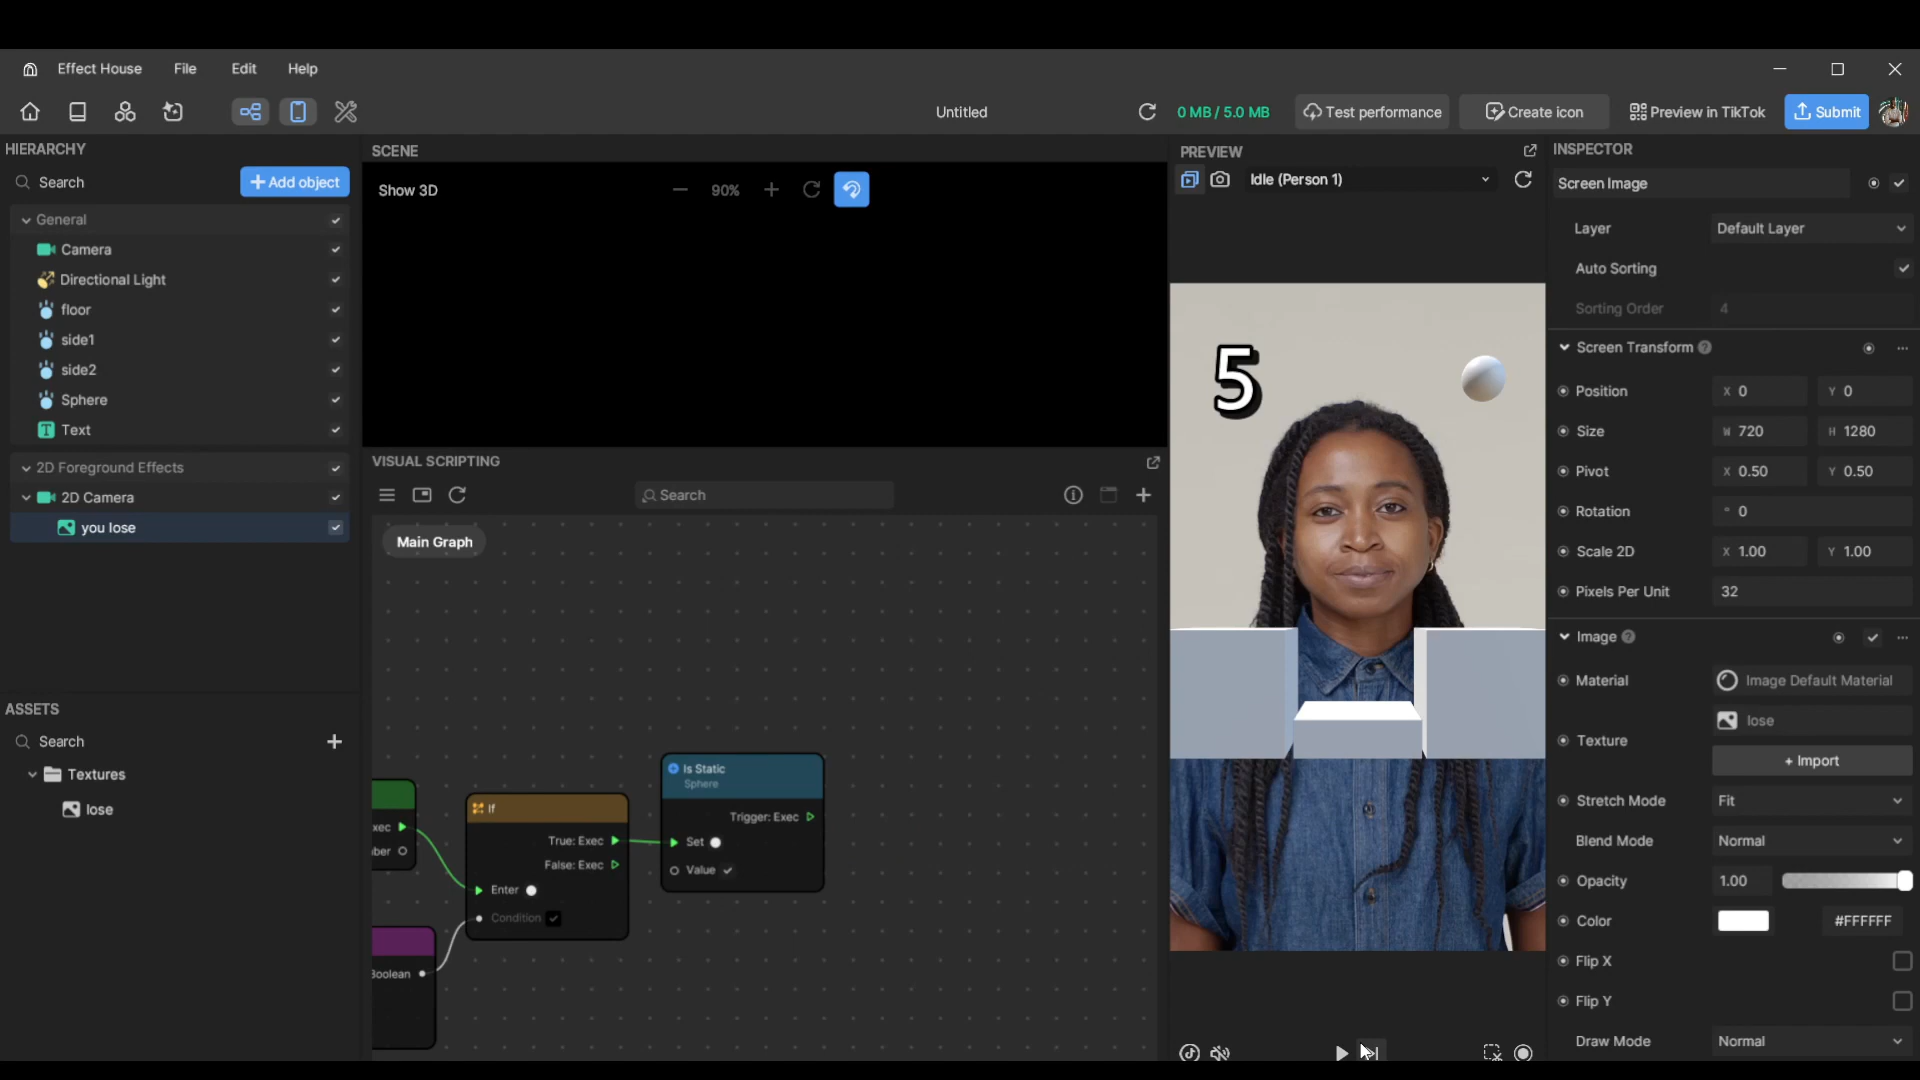 Effect House File Edit Help
Untitled 0 MB / 5.0 MB Test performance Create icon Preview in TikTok Submit
HIERARCHY
Search
Add object
General
Camera
Directional Light
floor
side1
side2
Sphere
Text
2D Foreground Effects
2D Camera
you lose
ASSETS
Search
Textures
lose
SCENE
Show 3D
90%
VISUAL SCRIPTING
Search
Main Graph
xec
ber
Boolean
If
True: Exec
False: Exec
Enter
Condition
Is Static
Sphere
Trigger: Exec
Set
Value
PREVIEW
Idle (Person 1)
5
INSPECTOR
Screen Image
Layer Default Layer
Auto Sorting
Sorting Order 4
Screen Transform ?
Position X 0 Y 0
Size W 720 H 1280
Pivot X 0.50 Y 0.50
Rotation ° 0
Scale 2D X 1.00 Y 1.00
Pixels Per Unit 32
Image ?
Material Image Default Material
lose
Texture
+ Import
Stretch Mode Fit
Blend Mode Normal
Opacity 1.00
Color #FFFFFF
Flip X
Flip Y
Draw Mode Normal